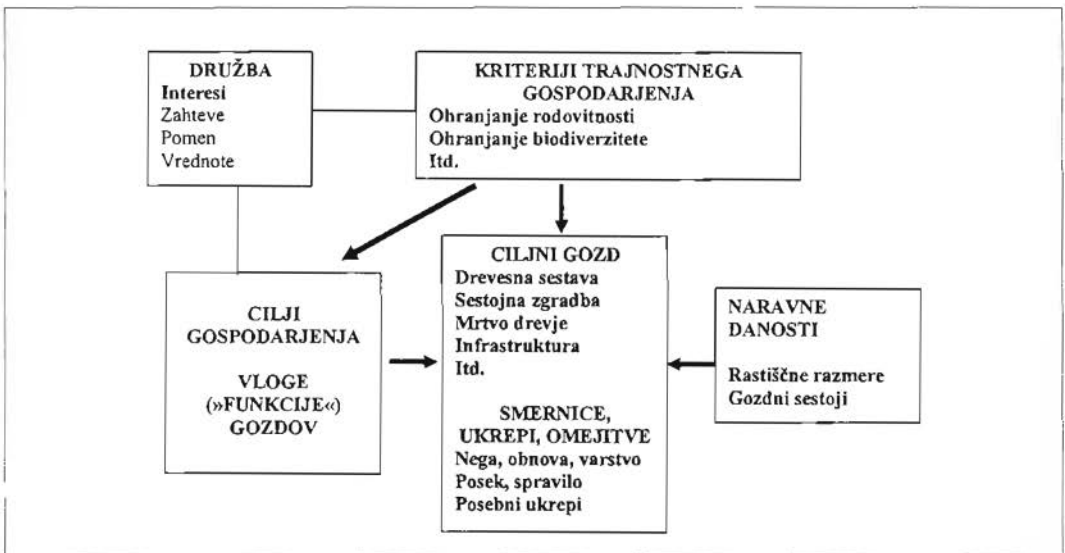 DRUŽBA
Interesi
Zahteve
Pomen
Vrednote
KRITERIJI TRAJNOSTNEGA
GOSPODARJENJA
Ohranjanje rodovitnosti
Ohranjanje biodiverzitete
Itd.
CILJI
GOSPODARJENJA
VLOGE
(»FUNKCIJE«)
GOZDOV
CILJNI GOZD
Drevesna sestava
Sestojna zgradba
Mrtvo drevje
Infrastruktura
Itd.
SMERNICE,
UKREPI, OMEJITVE
Nega, obnova, varstvo
Posek, spravilo
Posebni ukrepi
NARAVNE
DANOSTI
Rastiščne razmere
Gozdni sestoji